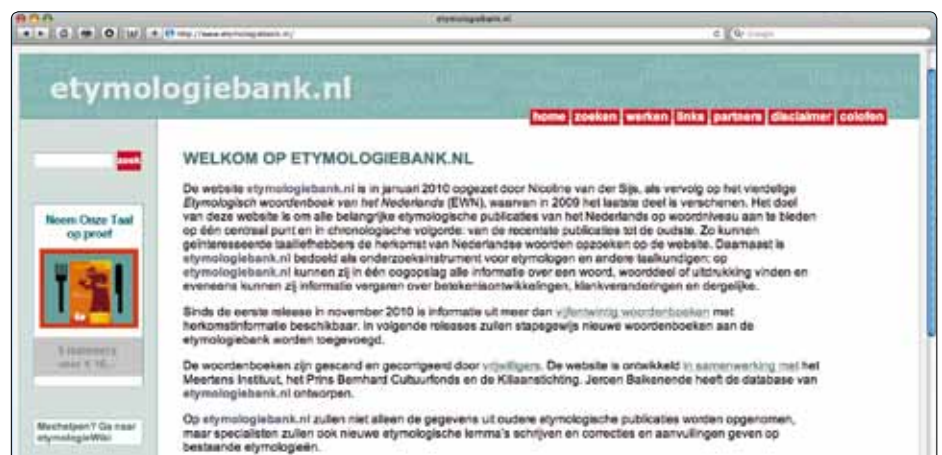 etymologiebank.nl
etymologiebank.nl
home zoeken werken links partners disclaimer colofon
zoek
WELKOM OP ETYMOLOGIEBANK.NL
De website etymologiebank.nl is in januari 2010 opgezet door Nicoline van der Sijs, als vervolg op het vierdelige
Etymologisch woordenboek van het Nederlands (EWN), waarvan in 2009 het laatste deel is verschenen. Het doel
van deze website is om alle belangrijke etymologische publicaties van het Nederlands op woordniveau aan te bieden
op één centraal punt en in chronologische volgorde: van de recentste publicaties tot de oudste. Zo kunnen
geïnteresseerde taalliefhebbers de herkomst van Nederlandse woorden opzoeken op de website. Daarnaast is
etymologiebank.nl bedoeld als onderzoeksinstrument voor etymologen en andere taalkundigen: op
etymologiebank.nl kunnen zij in één oogopslag alle informatie over een woord, woorddeel of uitdrukking vinden en
eveneens kunnen zij informatie vergaren over betekenisontwikkelingen, klankveranderingen en dergelijke.
Sinds de eerste release in november 2010 is informatie uit meer dan vijfentwintig woordenboeken met
herkomstinformatie beschikbaar. In volgende releases zullen stapsgewijs nieuwe woordenboeken aan de
etymologiebank worden toegevoegd.
De woordenboeken zijn gescand en gecorrigeerd door vrijwilligers. De website is ontwikkeld in samenwerking met het
Meertens Instituut, het Prins Bernhard Cultuurfonds en de Kiliaanstichting. Jeroen Balkenende heeft de database van
etymologiebank.nl ontworpen.
Op etymologiebank.nl zullen niet alleen de gegevens uit oudere etymologische publicaties worden opgenomen,
maar specialisten zullen ook nieuwe etymologische lemma's schrijven en correcties en aanvullingen geven op
bestaande etymologieën.
Neem Onze Taal
op proef
Meehelpen? Ga naar
etymologieWiki